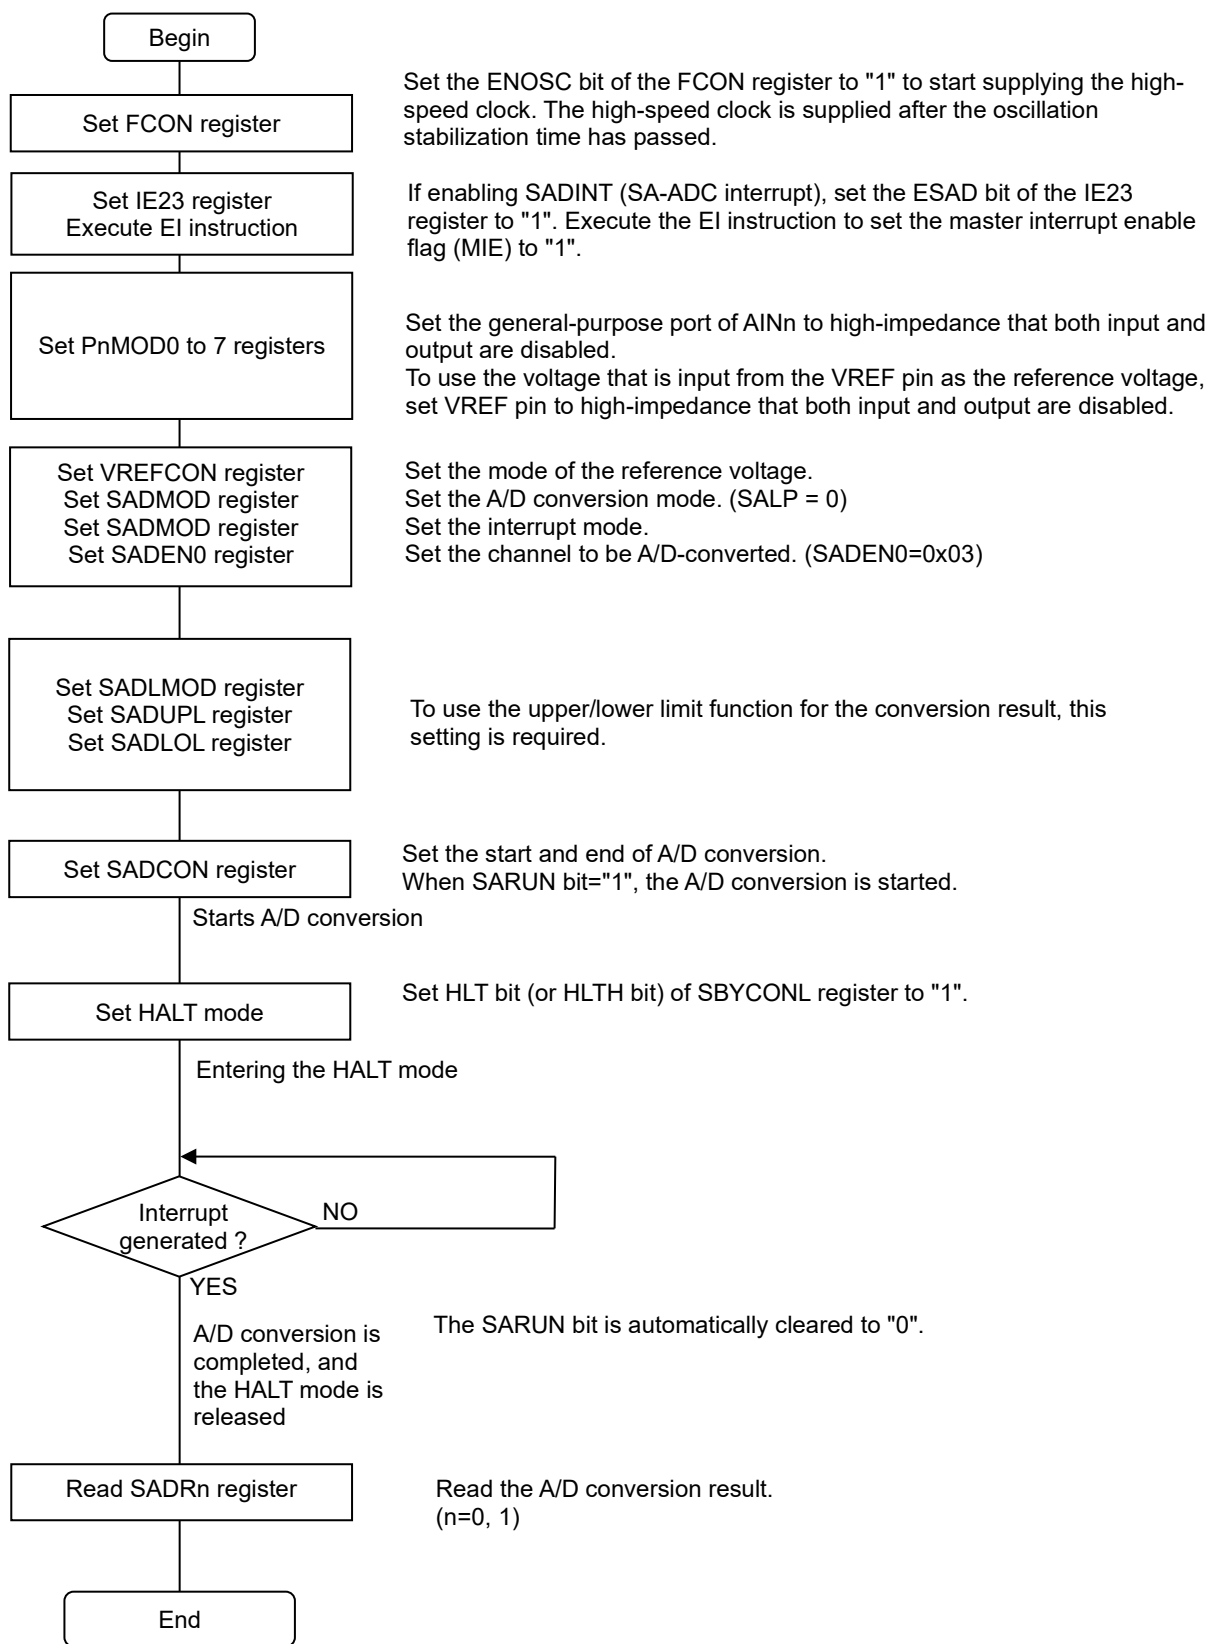 Begin
Set FCON register
Set the ENOSC bit of the FCON register to "1" to start supplying the high-
speed clock. The high-speed clock is supplied after the oscillation
stabilization time has passed.
Set IE23 register
Execute EI instruction
If enabling SADINT (SA-ADC interrupt), set the ESAD bit of the IE23
register to "1". Execute the EI instruction to set the master interrupt enable
flag (MIE) to "1".
Set PnMOD0 to 7 registers
Set the general-purpose port of AINn to high-impedance that both input and
output are disabled.
To use the voltage that is input from the VREF pin as the reference voltage,
set VREF pin to high-impedance that both input and output are disabled.
Set VREFCON register
Set SADMOD register
Set SADMOD register
Set SADEN0 register
Set the mode of the reference voltage.
Set the A/D conversion mode. (SALP = 0)
Set the interrupt mode.
Set the channel to be A/D-converted. (SADEN0=0x03)
Set SADLMOD register
Set SADUPL register
Set SADLOL register
To use the upper/lower limit function for the conversion result, this
setting is required.
Set SADCON register
Set the start and end of A/D conversion.
When SARUN bit="1", the A/D conversion is started.
Starts A/D conversion
Set HALT mode
Set HLT bit (or HLTH bit) of SBYCONL register to "1".
Entering the HALT mode
Interrupt
generated ?
NO
YES
A/D conversion is
completed, and
the HALT mode is
released
The SARUN bit is automatically cleared to "0".
Read SADRn register
Read the A/D conversion result.
(n=0, 1)
End